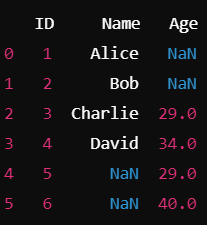 ID Name Age
0 1 Alice NaN
1 2 Bob NaN
2 3 Charlie 29.0
3 4 David 34.0
4 5 NaN 29.0
5 6 NaN 40.0